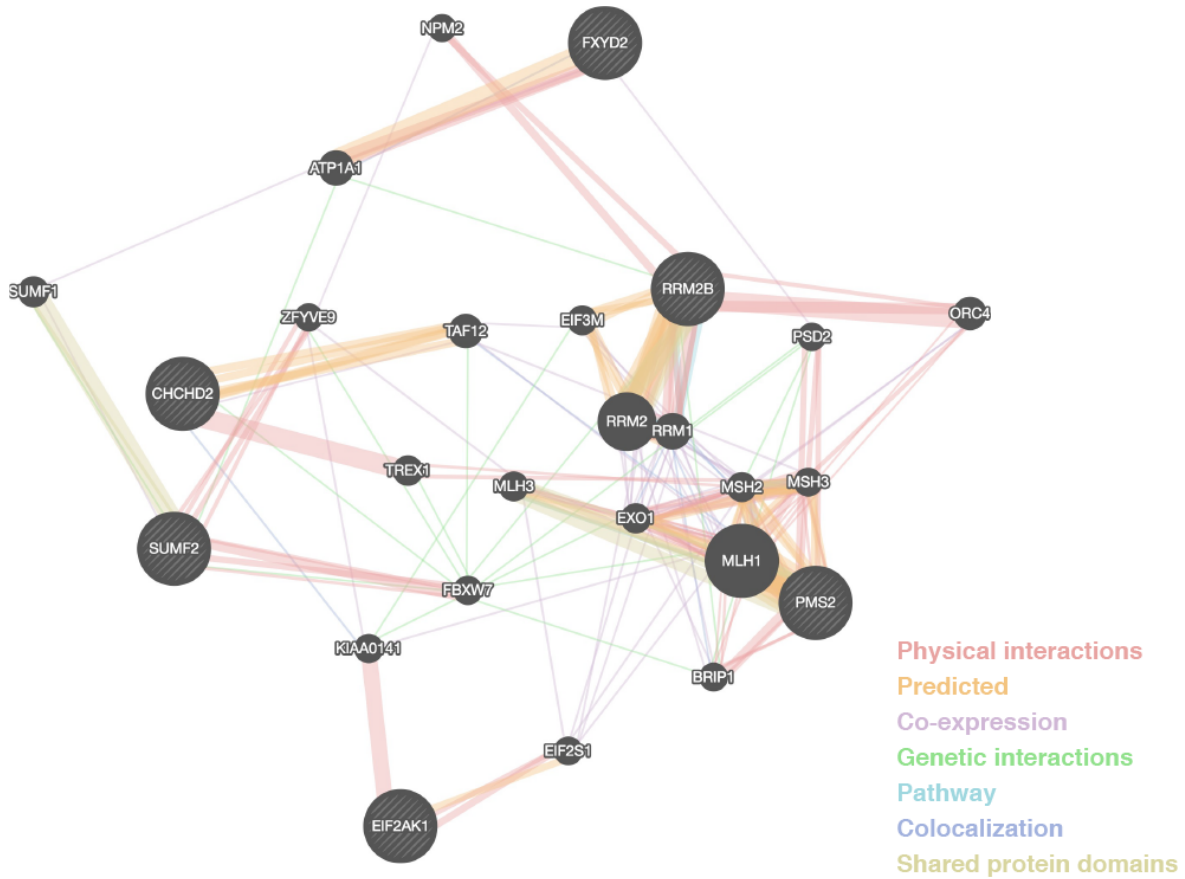 NPM2
FXYD2
ATP1A1
RRM2B
SUMF1
ZFYVE9
TAF12
EIF3M
ORC4
PSD2
CHCHD2
RRM2
RRM1
TREX1
MLH3
MSH2
MSH3
EXO1
SUMF2
MLH1
FBXW7
PMS2
KIAA0141
BRIP1
EIF2S1
EIF2AK1
Physical interactions
Predicted
Co-expression
Genetic interactions
Pathway
Colocalization
Shared protein domains